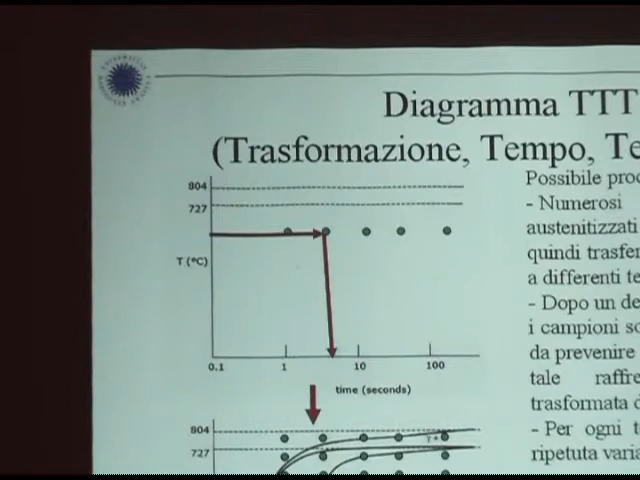 Diagramma TTT
(Trasformazione, Tempo, Te
Possibile proc
- Numerosi
austenitizzati
quindi trasfer
a differenti te
- Dopo un de
i campioni so
da prevenire
tale raffre
trasformata d
- Per ogni t
ripetuta varia
804
727
T (°C)
0.1 1 10 100
time (seconds)
804
727